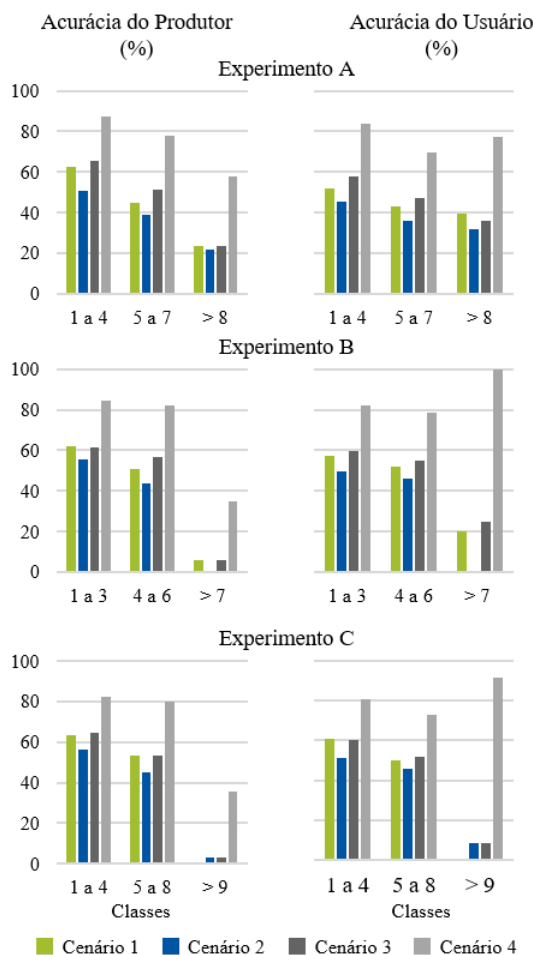 Acurácia do Produtor
(%)
Acurácia do Usuário
(%)
Experimento A
100
80
60
40
20
0
1 a 4 5 a 7 > 8
1 a 4 5 a 7 > 8
Experimento B
100
80
60
40
20
0
1 a 3 4 a 6 > 7
1 a 3 4 a 6 > 7
Experimento C
100
80
60
40
20
0
1 a 4 5 a 8 > 9
Classes
1 a 4 5 a 8 > 9
Classes
Cenário 1 Cenário 2 Cenário 3 Cenário 4